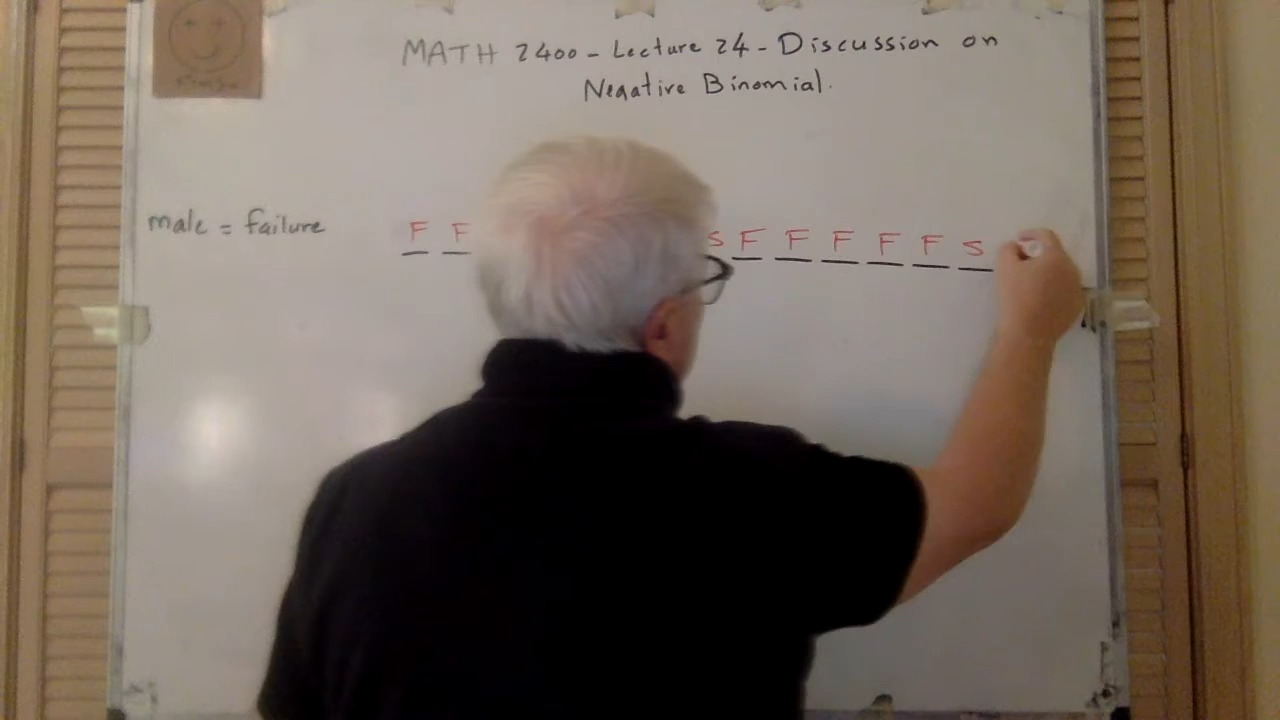 MATH 2400 - Lecture 24 - Discussion on
Negative Binomial.
male = failure F F S F F F F F S